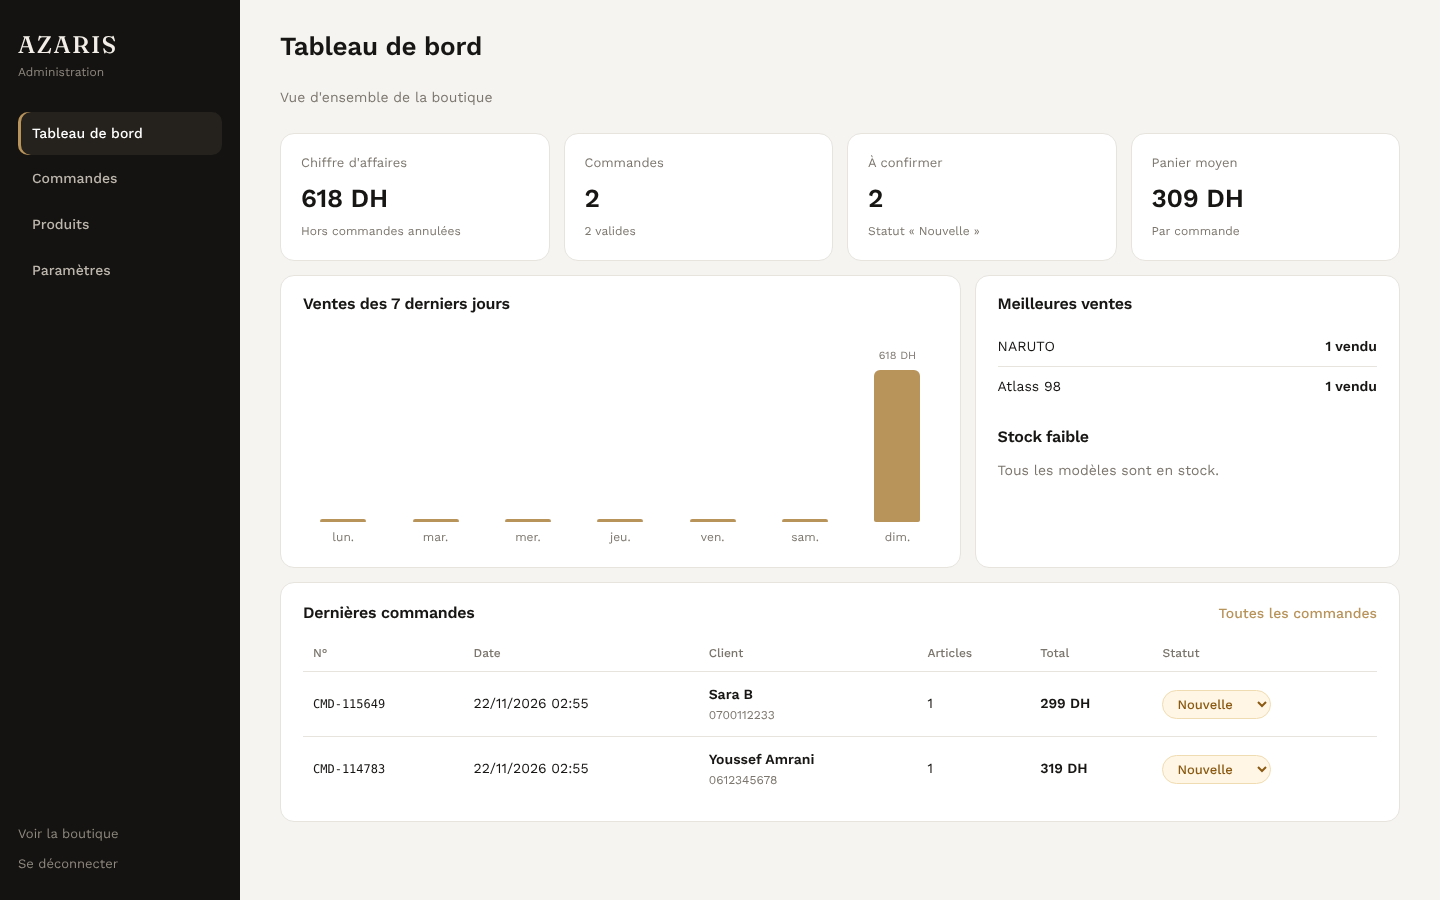 AZARIS
Administration
Tableau de bord
Commandes
Produits
Paramètres
Voir la boutique
Se déconnecter
Tableau de bord
Vue d'ensemble de la boutique
Chiffre d'affaires
618 DH
Hors commandes annulées
Commandes
2
2 valides
À confirmer
2
Statut « Nouvelle »
Panier moyen
309 DH
Par commande
Ventes des 7 derniers jours
618 DH
lun. mar. mer. jeu. ven. sam. dim.
Meilleures ventes
NARUTO 1 vendu
Atlass 98 1 vendu
Stock faible
Tous les modèles sont en stock.
Dernières commandes Toutes les commandes
N° Date Client Articles Total Statut
CMD-115649 22/11/2026 02:55 Sara B 1 299 DH Nouvelle
0700112233
CMD-114783 22/11/2026 02:55 Youssef Amrani 1 319 DH Nouvelle
0612345678